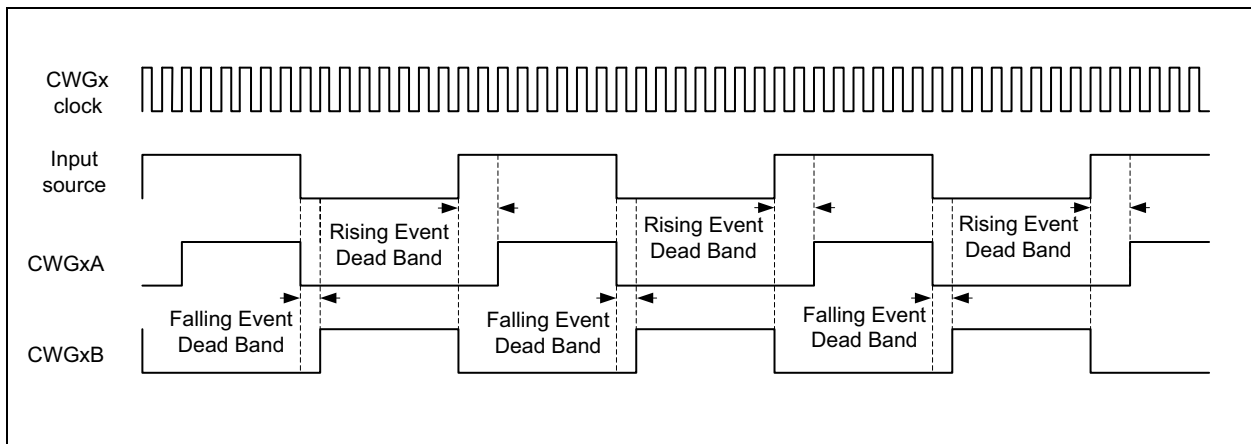 CWGx
clock
Input
source
Rising Event
Dead Band
Rising Event
Dead Band
Rising Event
Dead Band
CWGxA
Falling Event
Dead Band
Falling Event
Dead Band
Falling Event
Dead Band
CWGxB